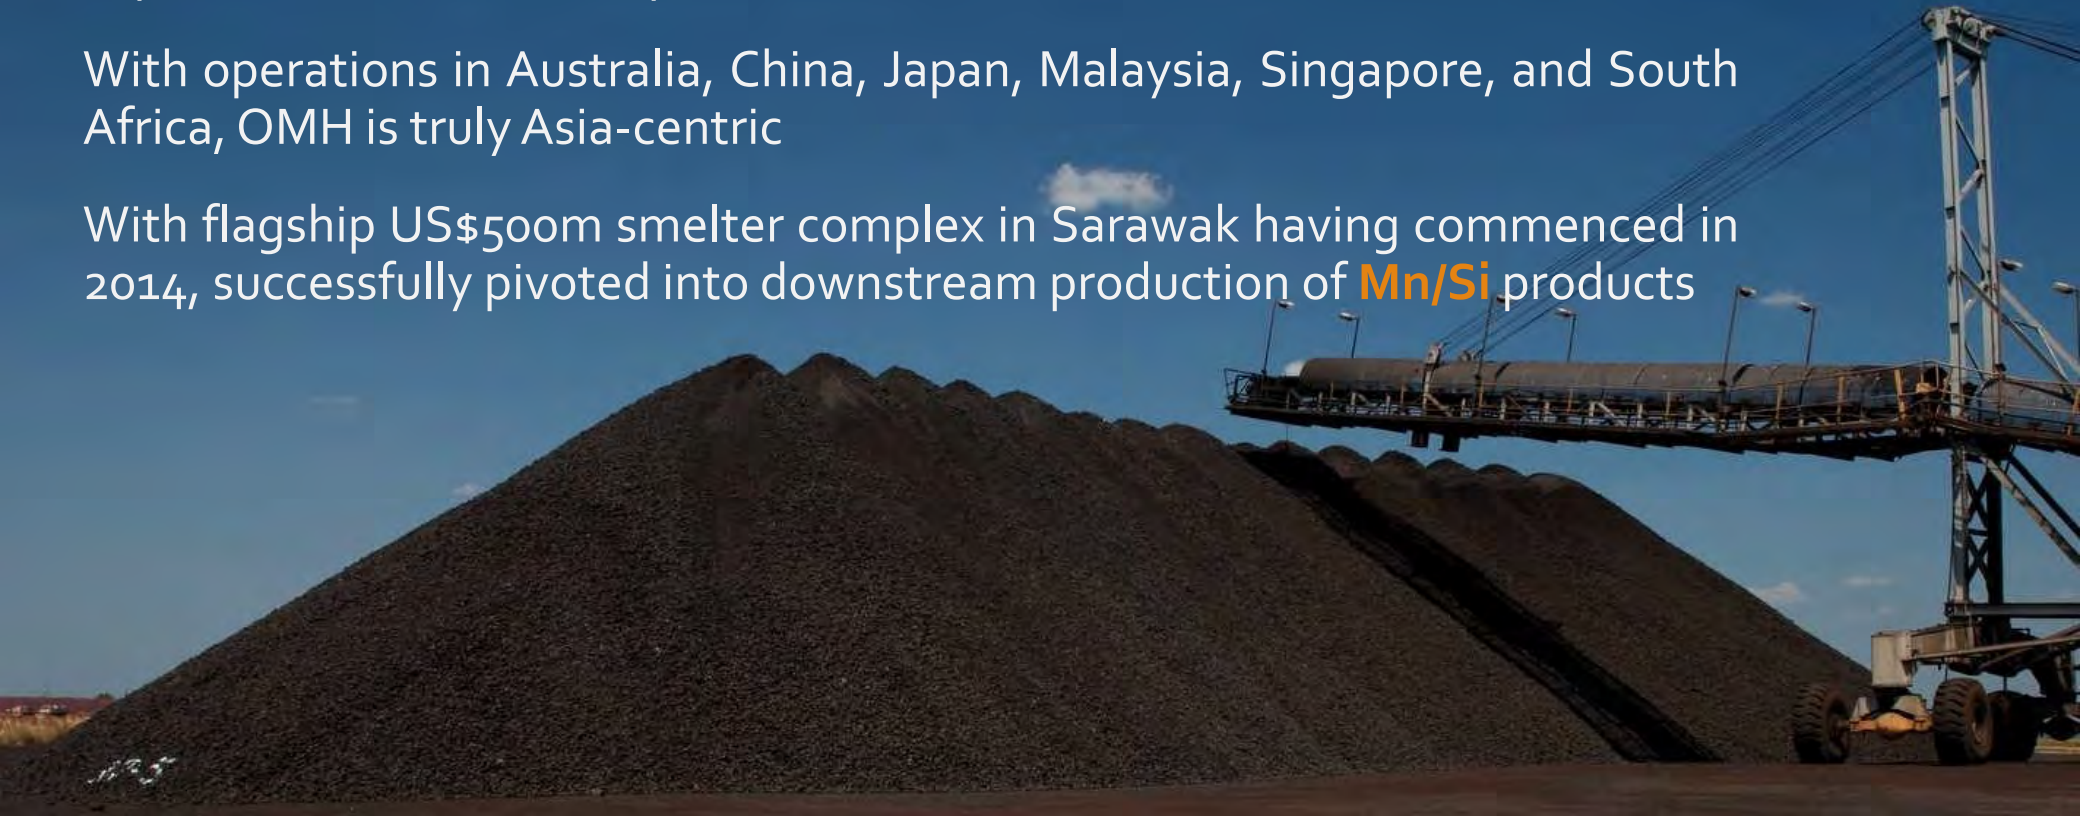 With operations in Australia, China, Japan, Malaysia, Singapore, and South
Africa, OMH is truly Asia-centric
With flagship US$500m smelter complex in Sarawak having commenced in
2014, successfully pivoted into downstream production of Mn/Si products